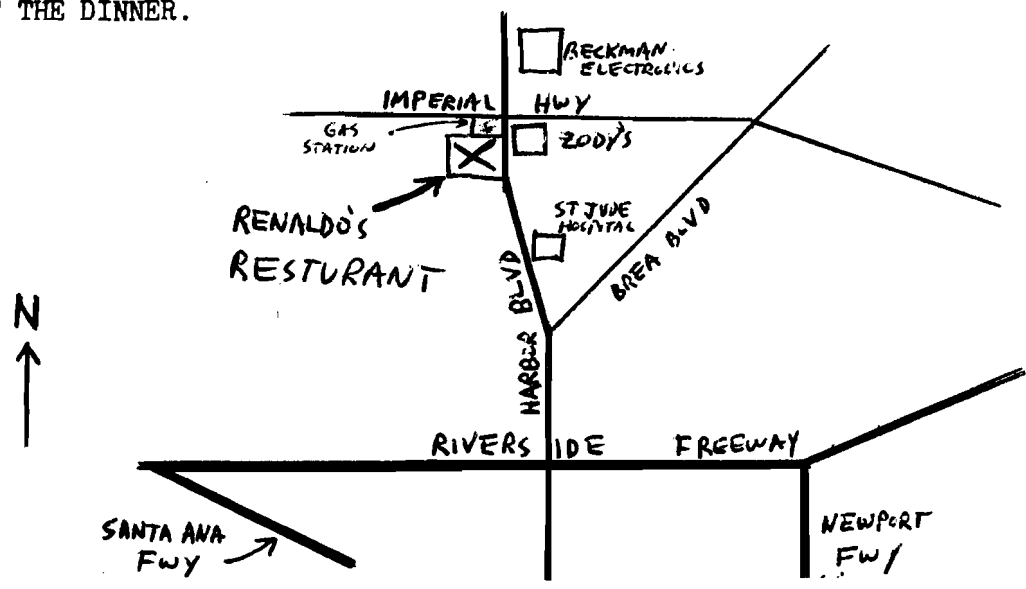 THE DINNER.
BECKMAN
ELECTRONICS
IMPERIAL HWY
GAS
STATION
ZODY'S
RENALDO'S
RESTURANT
ST JUDE
HOSPITAL
BREA BLVD
HARBER BLVD
N
RIVERSIDE FREEWAY
SANTA ANA
FWY
NEWPORT
FWY